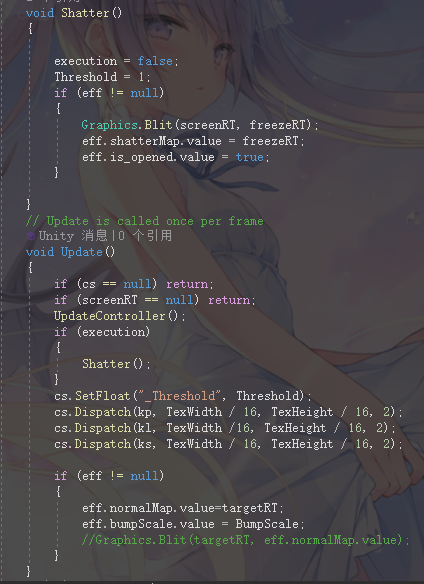 void Shatter()
{
execution = false;
Threshold = 1;
if (eff != null)
{
Graphics.Blit(screenRT, freezeRT);
eff.shatterMap.value = freezeRT;
eff.is_opened.value = true;
}
}
// Update is called once per frame
Unity 消息|0 个引用
void Update()
{
if (cs == null) return;
if (screenRT == null) return;
UpdateController();
if (execution)
{
Shatter();
}
cs.SetFloat("_Threshold", Threshold);
cs.Dispatch(kp, TexWidth / 16, TexHeight / 16, 2);
cs.Dispatch(kl, TexWidth /16, TexHeight / 16, 2);
cs.Dispatch(ks, TexWidth / 16, TexHeight / 16, 2);
if (eff != null)
{
eff.normalMap.value=targetRT;
eff.bumpScale.value = BumpScale;
//Graphics.Blit(targetRT, eff.normalMap.value);
}
}